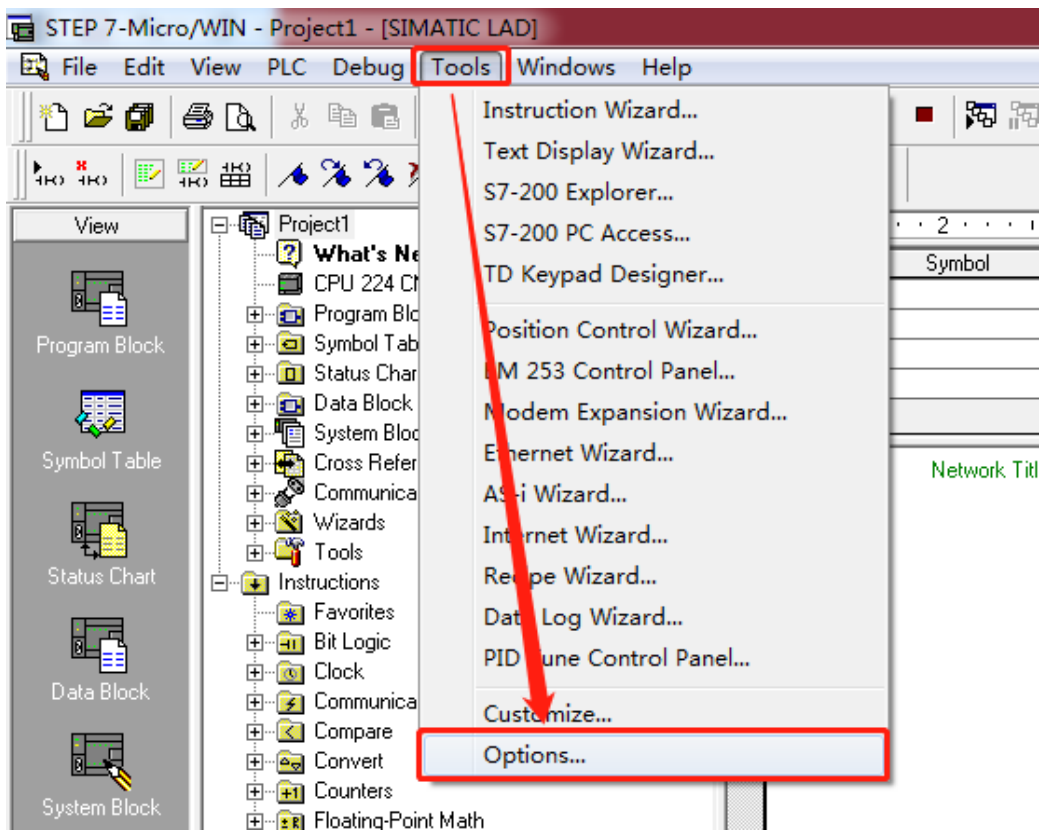 STEP 7-Micro/WIN - Project1 - [SIMATIC LAD]
File Edit View PLC Debug Tools Windows Help
View
Program Block
Symbol Table
Status Chart
Data Block
System Block
Project1
What's Ne
CPU 224 C
Program Blo
Symbol Tab
Status Char
Data Block
System Bloc
Cross Refer
Communica
Wizards
Tools
Instructions
Favorites
Bit Logic
Clock
Communica
Compare
Convert
Counters
Floating-Point Math
Instruction Wizard...
Text Display Wizard...
S7-200 Explorer...
S7-200 PC Access...
TD Keypad Designer...
Position Control Wizard...
EM 253 Control Panel...
Modem Expansion Wizard...
Ethernet Wizard...
AS-i Wizard...
Internet Wizard...
Recipe Wizard...
Data Log Wizard...
PID Tune Control Panel...
Customize...
Options...
2
Symbol
Network Titl